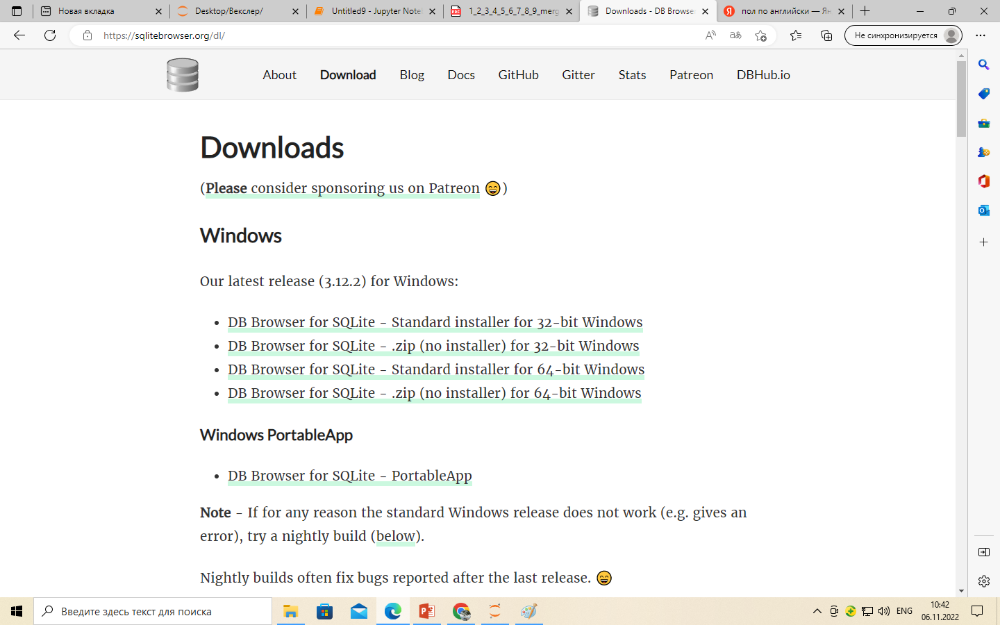 Новая вкладка
Desktop/Векслер/
Untitled9 - Jupyter Note
1_2_3_4_5_6_7_8_9_merg
Downloads - DB Browser
пол по английски — Ян
https://sqlitebrowser.org/dl/
Не синхронизируется
About Download Blog Docs GitHub Gitter Stats Patreon DBHub.io
Downloads
(Please consider sponsoring us on Patreon 😄)
Windows
Our latest release (3.12.2) for Windows:
• DB Browser for SQLite - Standard installer for 32-bit Windows
• DB Browser for SQLite - .zip (no installer) for 32-bit Windows
• DB Browser for SQLite - Standard installer for 64-bit Windows
• DB Browser for SQLite - .zip (no installer) for 64-bit Windows
Windows PortableApp
• DB Browser for SQLite - PortableApp
Note - If for any reason the standard Windows release does not work (e.g. gives an
error), try a nightly build (below).
Nightly builds often fix bugs reported after the last release. 😄
Введите здесь текст для поиска
ENG
10:42
06.11.2022